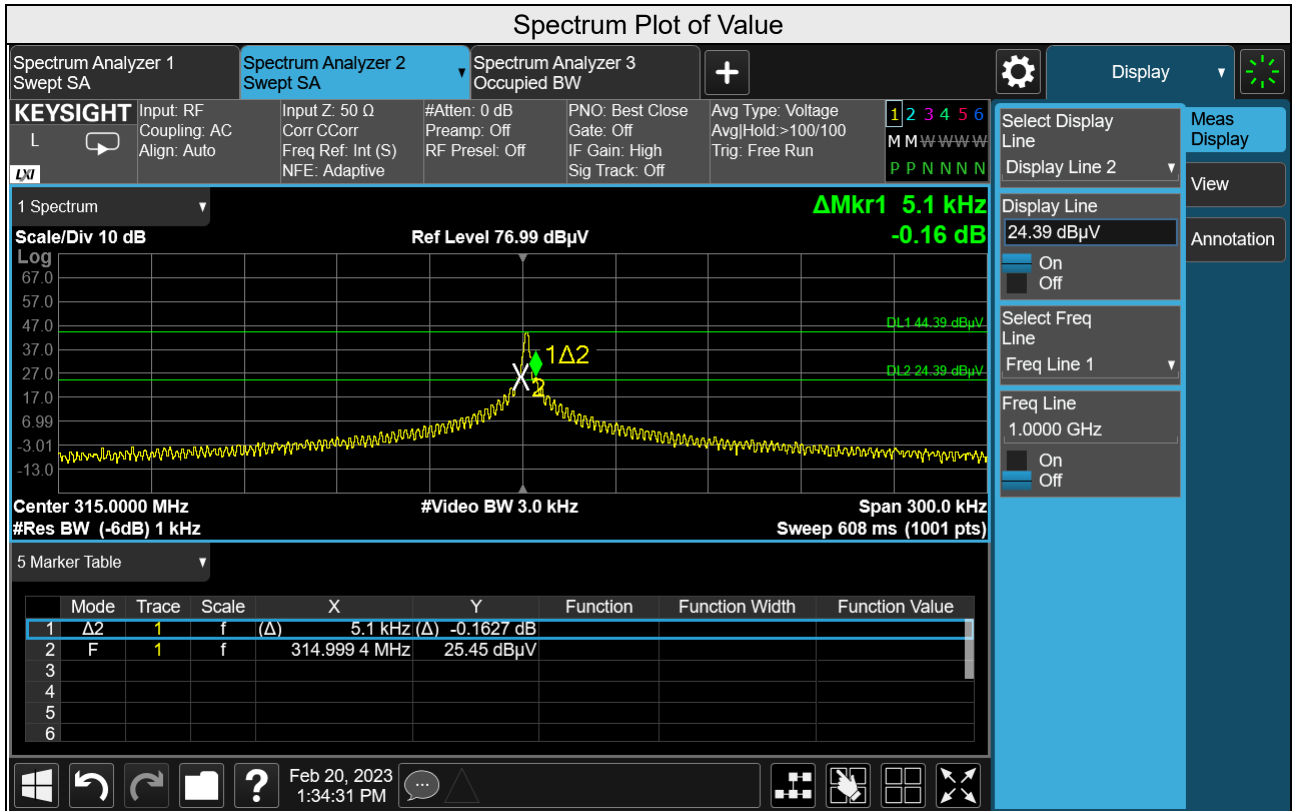 Spectrum Plot of Value
Spectrum Analyzer 1
Swept SA
Spectrum Analyzer 2
Swept SA
Spectrum Analyzer 3
Occupied BW
Display
KEYSIGHT
L
LXI
Input: RF
Coupling: AC
Align: Auto
Input Z: 50 Ω
Corr CCorr
Freq Ref: Int (S)
NFE: Adaptive
#Atten: 0 dB
Preamp: Off
RF Presel: Off
PNO: Best Close
Gate: Off
IF Gain: High
Sig Track: Off
Avg Type: Voltage
Avg|Hold:>100/100
Trig: Free Run
1 2 3 4 5 6
M M W W W W
P P N N N N
1 Spectrum
ΔMkr1 5.1 kHz
-0.16 dB
Scale/Div 10 dB
Ref Level 76.99 dBµV
Log
67.0
57.0
47.0
37.0
27.0
17.0
6.99
-3.01
-13.0
DL1 44.39 dBµV
DL2 24.39 dBµV
1Δ2
2
Center 315.0000 MHz
#Video BW 3.0 kHz
Span 300.0 kHz
#Res BW (-6dB) 1 kHz
Sweep 608 ms (1001 pts)
5 Marker Table
Mode Trace Scale X Y Function Function Width Function Value
1 Δ2 1 f (Δ) 5.1 kHz (Δ) -0.1627 dB
2 F 1 f 314.999 4 MHz 25.45 dBµV
3
4
5
6
Select Display
Line
Display Line 2
Display Line
24.39 dBµV
On
Off
Select Freq
Line
Freq Line 1
Freq Line
1.0000 GHz
On
Off
Meas
Display
View
Annotation
?
Feb 20, 2023
1:34:31 PM